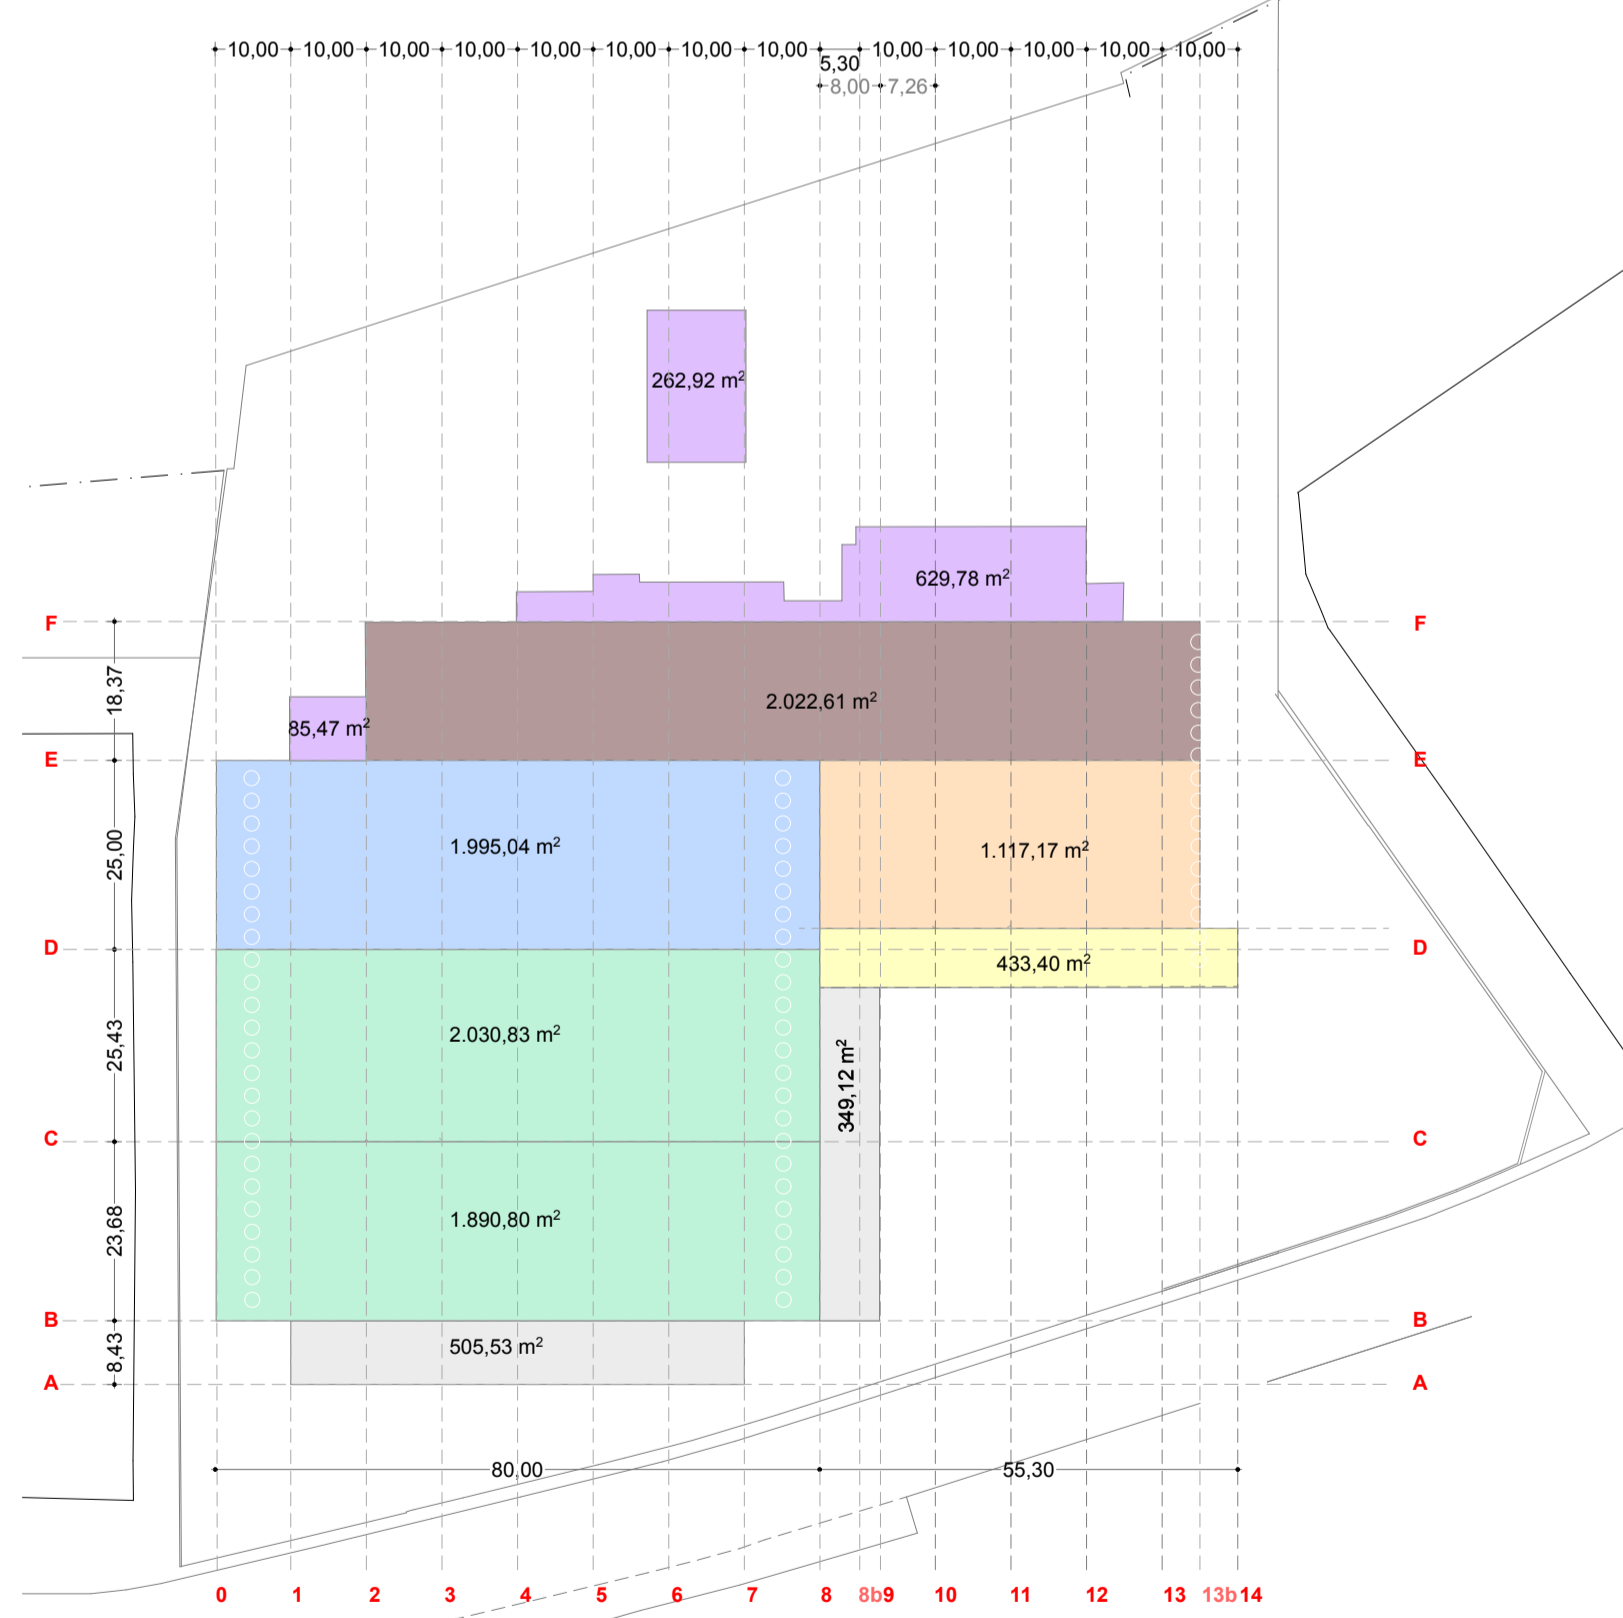 10,00 10,00 10,00 10,00 10,00 10,00 10,00 10,00 10,00 10,00 10,00 10,00 10,00
5,30
8,00 7,26
262,92 m²
629,78 m²
F F
18,37
2.022,61 m²
85,47 m²
E E
25,00
1.995,04 m²
1.117,17 m²
D D
433,40 m²
25,43
2.030,83 m²
349,12 m²
C C
23,68
1.890,80 m²
B B
8,43
505,53 m²
A A
80,00 55,30
0 1 2 3 4 5 6 7 8 8b 9 10 11 12 13 13b 14